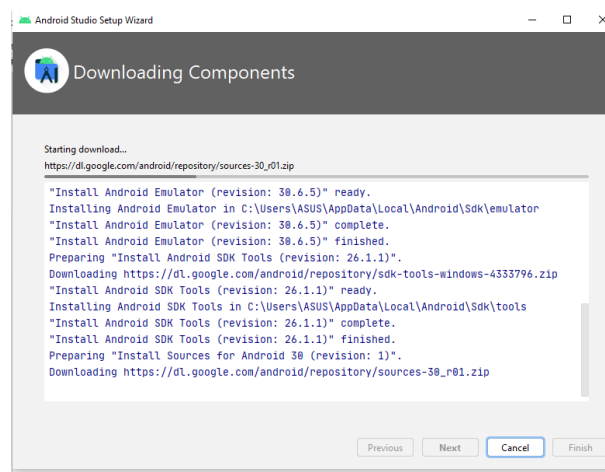 Android Studio Setup Wizard
Downloading Components
Starting download...
https://dl.google.com/android/repository/sources-30_r01.zip
"Install Android Emulator (revision: 30.6.5)" ready.
Installing Android Emulator in C:\Users\ASUS\AppData\Local\Android\Sdk\emulator
"Install Android Emulator (revision: 30.6.5)" complete.
"Install Android Emulator (revision: 30.6.5)" finished.
Preparing "Install Android SDK Tools (revision: 26.1.1)".
Downloading https://dl.google.com/android/repository/sdk-tools-windows-4333796.zip
"Install Android SDK Tools (revision: 26.1.1)" ready.
Installing Android SDK Tools in C:\Users\ASUS\AppData\Local\Android\Sdk\tools
"Install Android SDK Tools (revision: 26.1.1)" complete.
"Install Android SDK Tools (revision: 26.1.1)" finished.
Preparing "Install Sources for Android 30 (revision: 1)".
Downloading https://dl.google.com/android/repository/sources-30_r01.zip
Previous Next Cancel Finish